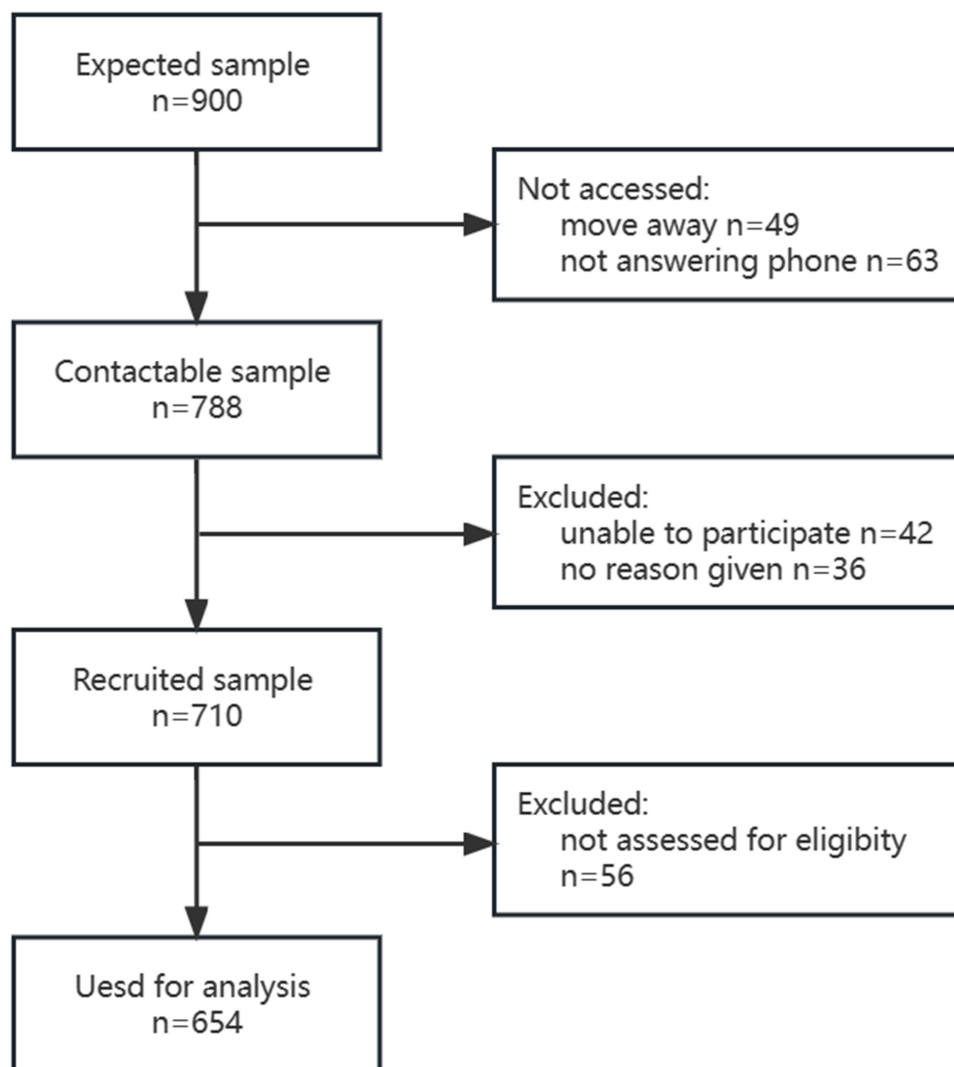 Expected sample
n=900
Not accessed:
move away n=49
not answering phone n=63
Contactable sample
n=788
Excluded:
unable to participate n=42
no reason given n=36
Recruited sample
n=710
Excluded:
not assessed for eligibity
n=56
Uesd for analysis
n=654